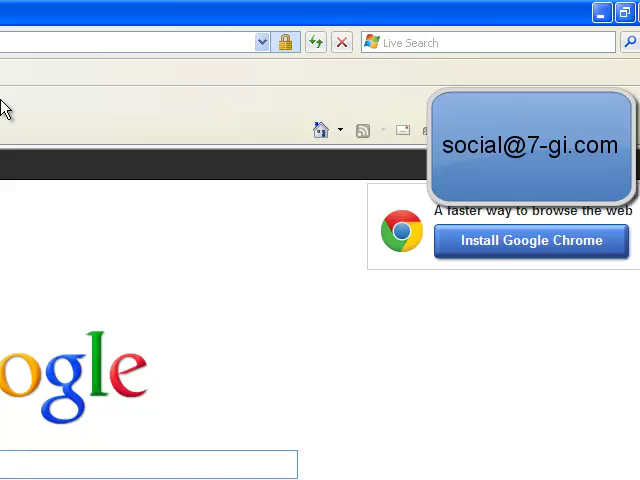 Live Search
social@7-gi.com
A faster way to browse the web
Install Google Chrome
ogle